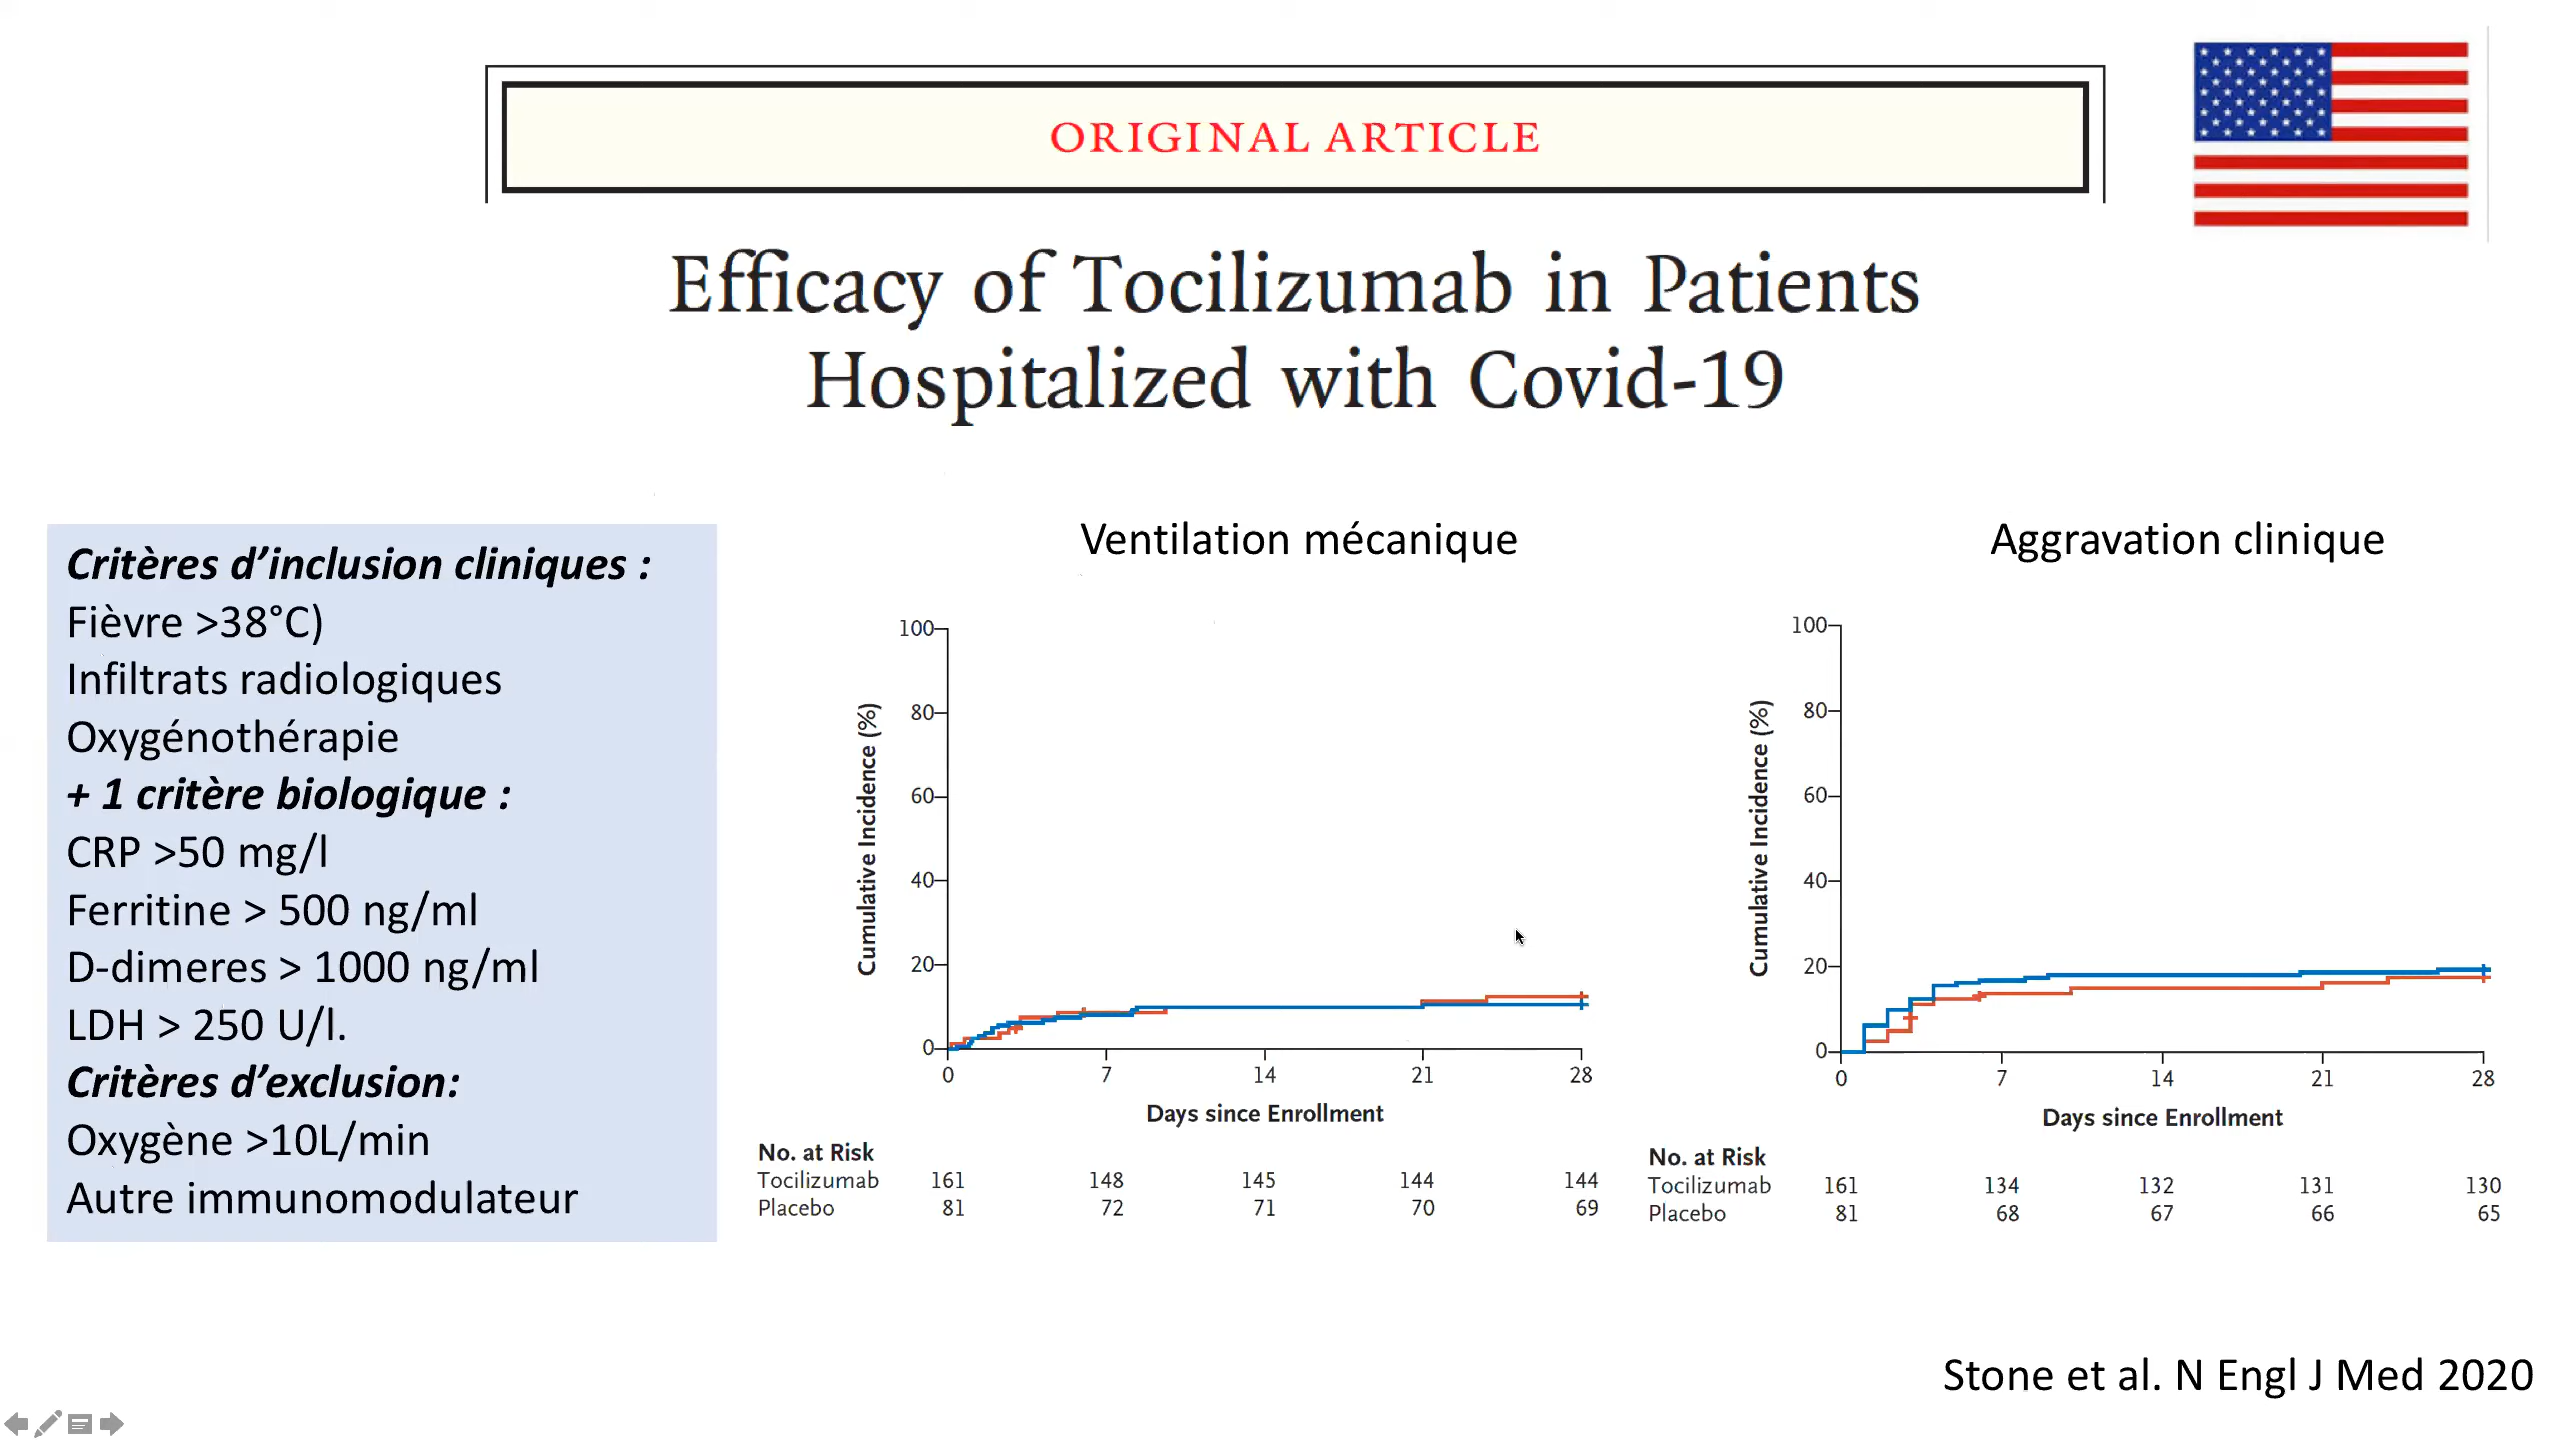 ORIGINAL ARTICLE
Efficacy of Tocilizumab in Patients
Hospitalized with Covid-19
Critères d’inclusion cliniques :
Fièvre >38°C)
Infiltrats radiologiques
Oxygénothérapie
+ 1 critère biologique :
CRP >50 mg/l
Ferritine > 500 ng/ml
D-dimeres > 1000 ng/ml
LDH > 250 U/l.
Critères d’exclusion:
Oxygène >10L/min
Autre immunomodulateur
Ventilation mécanique
Cumulative Incidence (%)
100
80
60
40
20
0
0 7 14 21 28
Days since Enrollment
No. at Risk
Tocilizumab 161 148 145 144 144
Placebo 81 72 71 70 69
Aggravation clinique
Cumulative Incidence (%)
100
80
60
40
20
0
0 7 14 21 28
Days since Enrollment
No. at Risk
Tocilizumab 161 134 132 131 130
Placebo 81 68 67 66 65
Stone et al. N Engl J Med 2020